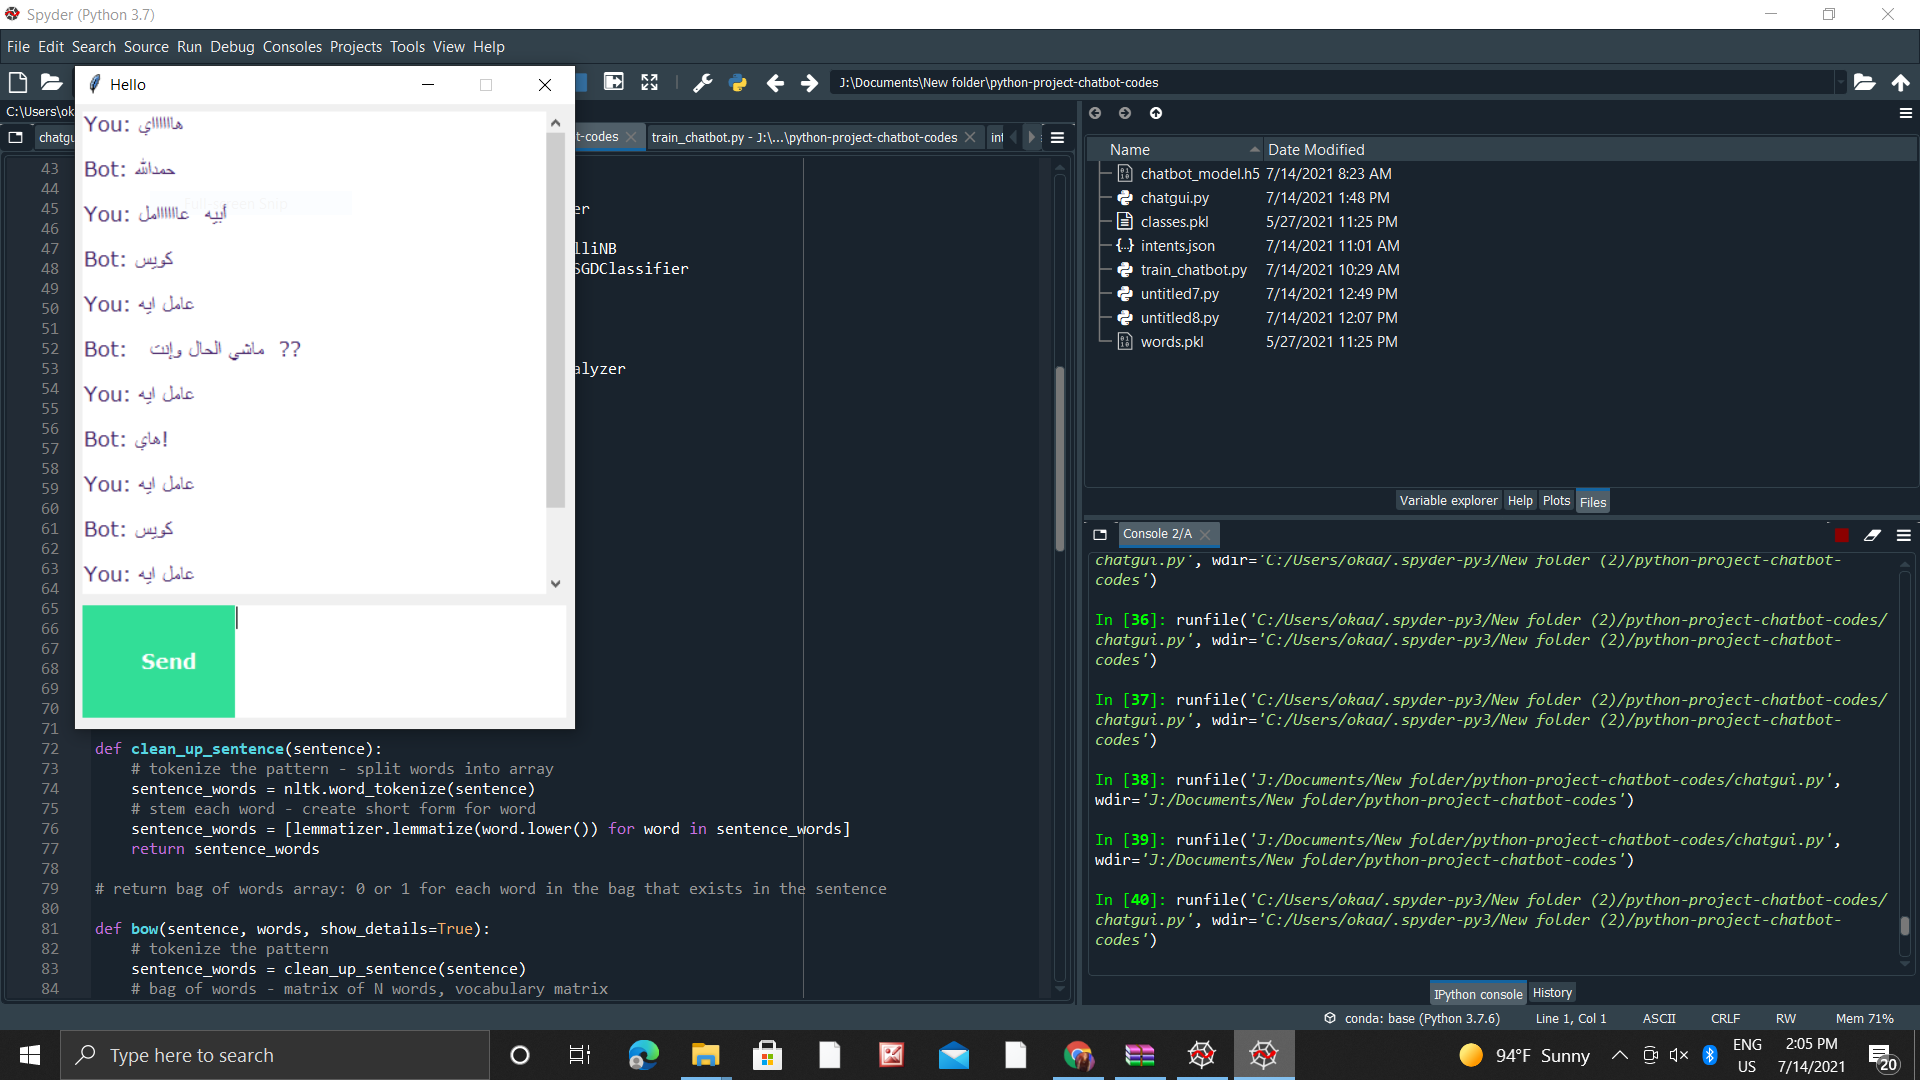 Spyder (Python 3.7)
File Edit Search Source Run Debug Consoles Projects Tools View Help
J:\Documents\New folder\python-project-chatbot-codes
Hello
You: هااااااي
Bot: حمدالله
You: أبيه عاااااامل
Bot: كويس
You: عامل ايه
Bot: ماشي الحال وإنت ??
You: عامل ايه
Bot: هاي!
You: عامل ايه
Bot: كويس
You: عامل ايه
Send
C:\Users\ok
chatgu
t-codes
train_chatbot.py - J:\...\python-project-chatbot-codes
43
44
45 er
46
47 lliNB
48 SGDClassifier
49
50
51
52
53 alyzer
54
55
56
57
58
59
60
61
62
63
64
65
66
67
68
69
70
71
72 def clean_up_sentence(sentence):
73 # tokenize the pattern - split words into array
74 sentence_words = nltk.word_tokenize(sentence)
75 # stem each word - create short form for word
76 sentence_words = [lemmatizer.lemmatize(word.lower()) for word in sentence_words]
77 return sentence_words
78
79 # return bag of words array: 0 or 1 for each word in the bag that exists in the sentence
80
81 def bow(sentence, words, show_details=True):
82 # tokenize the pattern
83 sentence_words = clean_up_sentence(sentence)
84 # bag of words - matrix of N words, vocabulary matrix
Name Date Modified
chatbot_model.h5 7/14/2021 8:23 AM
chatgui.py 7/14/2021 1:48 PM
classes.pkl 5/27/2021 11:25 PM
intents.json 7/14/2021 11:01 AM
train_chatbot.py 7/14/2021 10:29 AM
untitled7.py 7/14/2021 12:49 PM
untitled8.py 7/14/2021 12:07 PM
words.pkl 5/27/2021 11:25 PM
Variable explorer Help Plots Files
Console 2/A
chatgui.py', wdir='C:/Users/okaa/.spyder-py3/New folder (2)/python-project-chatbot-
codes')
In [36]: runfile('C:/Users/okaa/.spyder-py3/New folder (2)/python-project-chatbot-codes/
chatgui.py', wdir='C:/Users/okaa/.spyder-py3/New folder (2)/python-project-chatbot-
codes')
In [37]: runfile('C:/Users/okaa/.spyder-py3/New folder (2)/python-project-chatbot-codes/
chatgui.py', wdir='C:/Users/okaa/.spyder-py3/New folder (2)/python-project-chatbot-
codes')
In [38]: runfile('J:/Documents/New folder/python-project-chatbot-codes/chatgui.py',
wdir='J:/Documents/New folder/python-project-chatbot-codes')
In [39]: runfile('J:/Documents/New folder/python-project-chatbot-codes/chatgui.py',
wdir='J:/Documents/New folder/python-project-chatbot-codes')
In [40]: runfile('C:/Users/okaa/.spyder-py3/New folder (2)/python-project-chatbot-codes/
chatgui.py', wdir='C:/Users/okaa/.spyder-py3/New folder (2)/python-project-chatbot-
codes')
IPython console History
conda: base (Python 3.7.6) Line 1, Col 1 ASCII CRLF RW Mem 71%
Type here to search
94°F Sunny
ENG
US
2:05 PM
7/14/2021
20